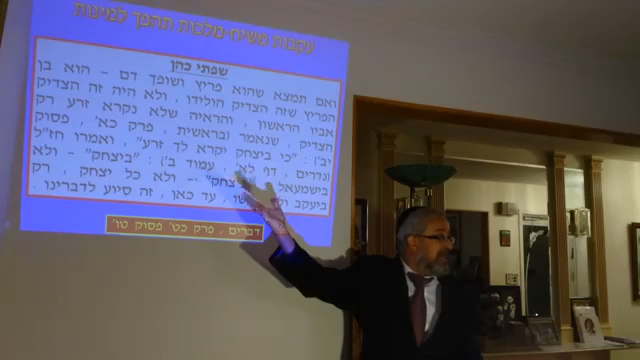 עקבות משיח-מלכות תהפך למינות
שפתי כהן
ואם תמצא שהוא פריץ ושופך דם – הוא בן
הפריץ שזה הצדיק הולידו , ולא היה זה הצדיק
אביו הראשון , והראיה שלא נקרא זרע רק
הצדיק , שנאמר (בראשית , פרק כא', פסוק
יב') : "כי ביצחק יקרא לך זרע" , ואמרו חז"ל
(נדרים , דף לא', עמוד ב') : "ביצחק" – ולא
בישמעאל , יצחק" – ולא כל יצחק , רק
ביעקב ולא , עד כאן , זה סיוע לדברינו .
דברים , פרק כט' פסוק טו'